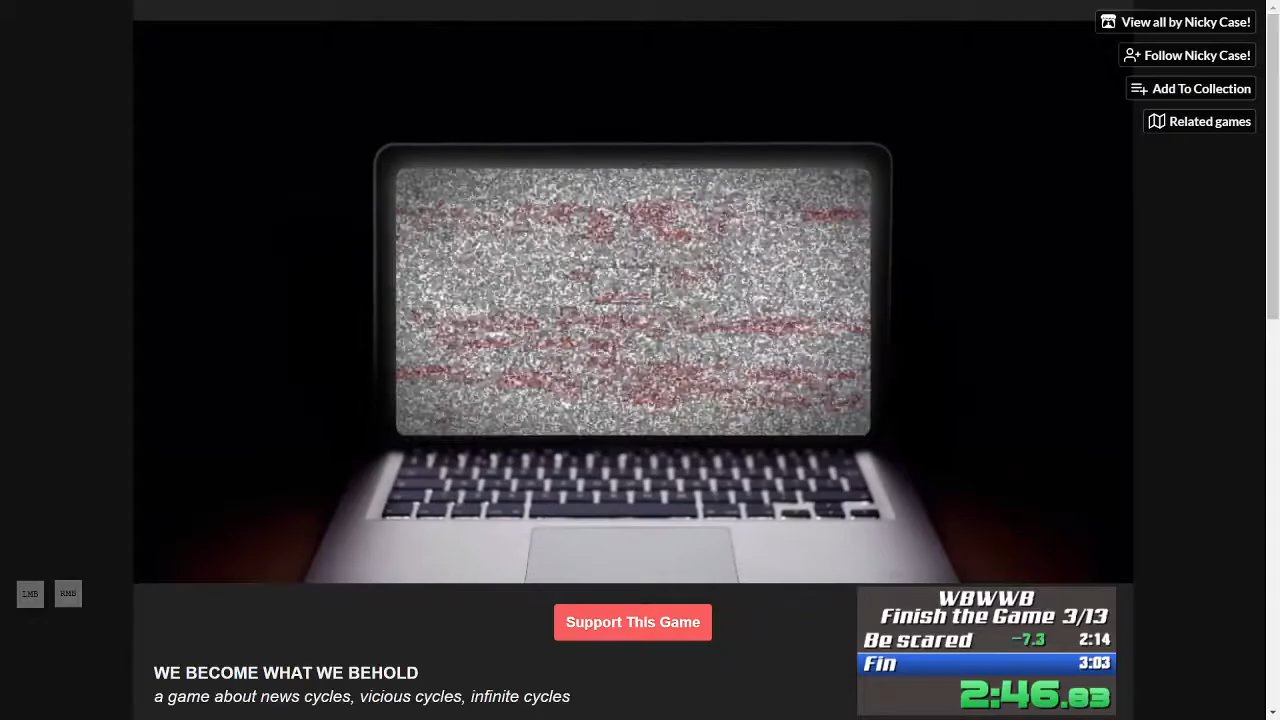 View all by Nicky Case!
Follow Nicky Case!
Add To Collection
Related games
LMB RMB
Support This Game
WE BECOME WHAT WE BEHOLD
a game about news cycles, vicious cycles, infinite cycles
WBWWB
Finish the Game 3/13
Be scared -7.3 2:14
Fin 3:03
2:46.83